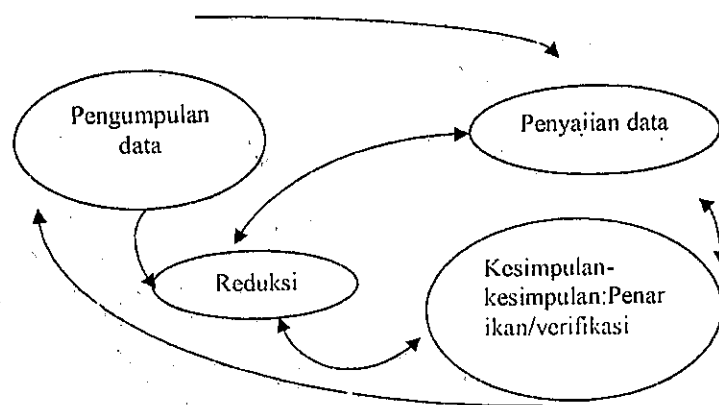 Pengumpulan
data
Penyajian data
Reduksi
Kesimpulan-
kesimpulan:Penar
ikan/verifikasi